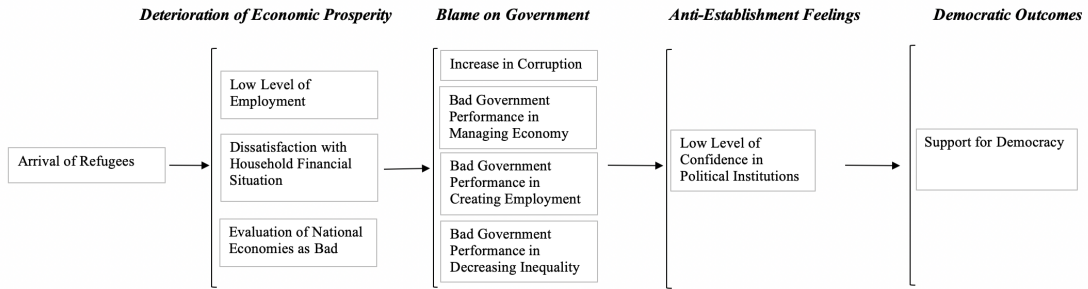 Deterioration of Economic Prosperity
Blame on Government
Anti-Establishment Feelings
Democratic Outcomes
Arrival of Refugees
Low Level of
Employment
Dissatisfaction with
Household Financial
Situation
Evaluation of National
Economies as Bad
Increase in Corruption
Bad Government
Performance in
Managing Economy
Bad Government
Performance in
Creating Employment
Bad Government
Performance in
Decreasing Inequality
Low Level of
Confidence in
Political Institutions
Support for Democracy